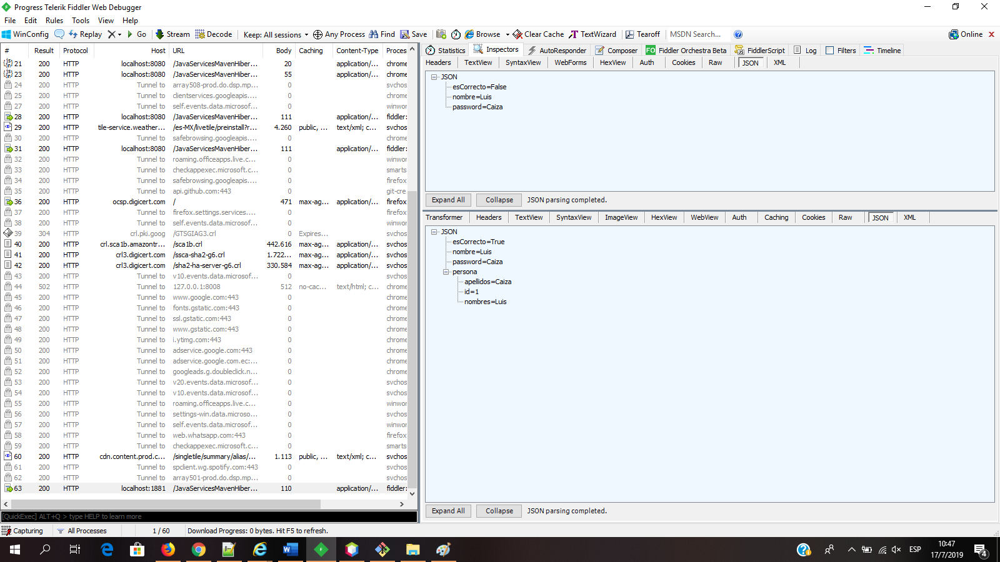 Progress Telerik Fiddler Web Debugger
File Edit Rules Tools View Help
WinConfig Replay Go Stream Decode Keep: All sessions Any Process Find Save Browse Clear Cache TextWizard Tearoff MSDN Search... Online
# Result Protocol Host URL Body Caching Content-Type Proces
21 200 HTTP localhost:8080 /JavaServicesMavenHiber... 20 application/... chrome
23 200 HTTP localhost:8080 /JavaServicesMavenHiber... 55 application/... chrome
24 200 HTTP Tunnel to array508-prod.do.dsp.mp... 0 svchos
25 200 HTTP Tunnel to clientservices.googleapis.... 0 chrome
27 200 HTTP Tunnel to self.events.data.microsof... 0 winwor
28 200 HTTP localhost:8080 /JavaServicesMavenHiber... 111 application/... fiddler:
29 200 HTTP tile-service.weather... /es-MX/livetile/preinstall?r... 4.260 public, ... text/xml; c... svchos
30 200 HTTP Tunnel to safebrowsing.googleapis.... 0 chrome
31 200 HTTP localhost:8080 /JavaServicesMavenHiber... 111 application/... fiddler:
32 200 HTTP Tunnel to roaming.officeapps.live.c... 0 winwor
33 200 HTTP Tunnel to checkappexec.microsoft.c... 0 smarts
34 200 HTTP Tunnel to safebrowsing.googleapis.... 0 firefox
35 200 HTTP Tunnel to api.github.com:443 0 git-cre
36 200 HTTP ocsp.digicert.com / 471 max-ag... application/... firefox
37 200 HTTP Tunnel to firefox.settings.services.... 0 firefox
38 200 HTTP Tunnel to self.events.data.microsof... 0 winwor
39 304 HTTP crl.pki.goog /GTSGIAG3.crl 0 Expires... svchos
40 200 HTTP crl.sca1b.amazontr... /sca1b.crl 442.616 max-ag... application/... svchos
41 200 HTTP crl3.digicert.com /ssca-sha2-g6.crl 1.722... max-ag... application/... svchos
42 200 HTTP crl3.digicert.com /sha2-ha-server-g6.crl 330.584 max-ag... application/... svchos
43 200 HTTP Tunnel to v10.events.data.microsof... 0 svchos
44 502 HTTP Tunnel to 127.0.0.1:8008 512 no-cac... text/html; c... chrome
45 200 HTTP Tunnel to www.google.com:443 0 chrome
46 200 HTTP Tunnel to fonts.gstatic.com:443 0 chrome
47 200 HTTP Tunnel to ssl.gstatic.com:443 0 chrome
48 200 HTTP Tunnel to www.gstatic.com:443 0 chrome
49 200 HTTP Tunnel to i.ytimg.com:443 0 chrome
50 200 HTTP Tunnel to adservice.google.com:443 0 chrome
51 200 HTTP Tunnel to adservice.google.com.ec:... 0 chrome
52 200 HTTP Tunnel to googleads.g.doubleclick.n... 0 chrome
53 200 HTTP Tunnel to v20.events.data.microsof... 0 svchos
54 200 HTTP Tunnel to v10.events.data.microsof... 0 svchos
55 200 HTTP Tunnel to roaming.officeapps.live.c... 0 winwor
56 200 HTTP Tunnel to settings-win.data.microso... 0 svchos
57 200 HTTP Tunnel to self.events.data.microsof... 0 winwor
58 200 HTTP Tunnel to web.whatsapp.com:443 0 firefox
59 200 HTTP Tunnel to checkappexec.microsoft.c... 0 smarts
60 200 HTTP cdn.content.prod.c... /singletile/summary/alias/... 1.113 public, ... text/xml; c... svchos
61 200 HTTP Tunnel to spclient.wg.spotify.com:443 0 svchos
62 200 HTTP Tunnel to array501-prod.do.dsp.mp... 0 svchos
63 200 HTTP localhost:1881 /JavaServicesMavenHiber... 110 application/... fiddler:
[QuickExec] ALT+Q > type HELP to learn more
Statistics Inspectors AutoResponder Composer FO Fiddler Orchestra Beta FiddlerScript Log Filters Timeline
Headers TextView SyntaxView WebForms HexView Auth Cookies Raw JSON XML
JSON
esCorrecto=False
nombre=Luis
password=Caiza
Expand All Collapse JSON parsing completed.
Transformer Headers TextView SyntaxView ImageView HexView WebView Auth Caching Cookies Raw JSON XML
JSON
esCorrecto=True
nombre=Luis
password=Caiza
persona
apellidos=Caiza
id=1
nombres=Luis
Expand All Collapse JSON parsing completed.
Capturing All Processes 1 / 60 Download Progress: 0 bytes. Hit F5 to refresh.
ESP 10:47
17/7/2019 4